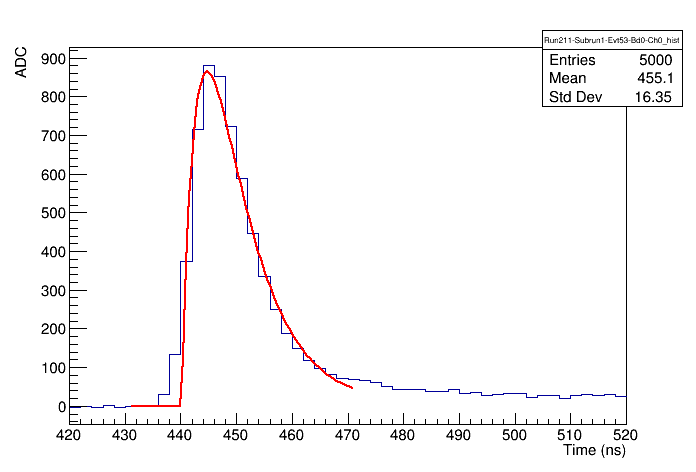 Run211-Subrun1-Evt53-Bd0-Ch0_hist
Entries 5000
Mean 455.1
Std Dev 16.35
ADC
900
800
700
600
500
400
300
200
100
0
420 430 440 450 460 470 480 490 500 510 520
Time (ns)